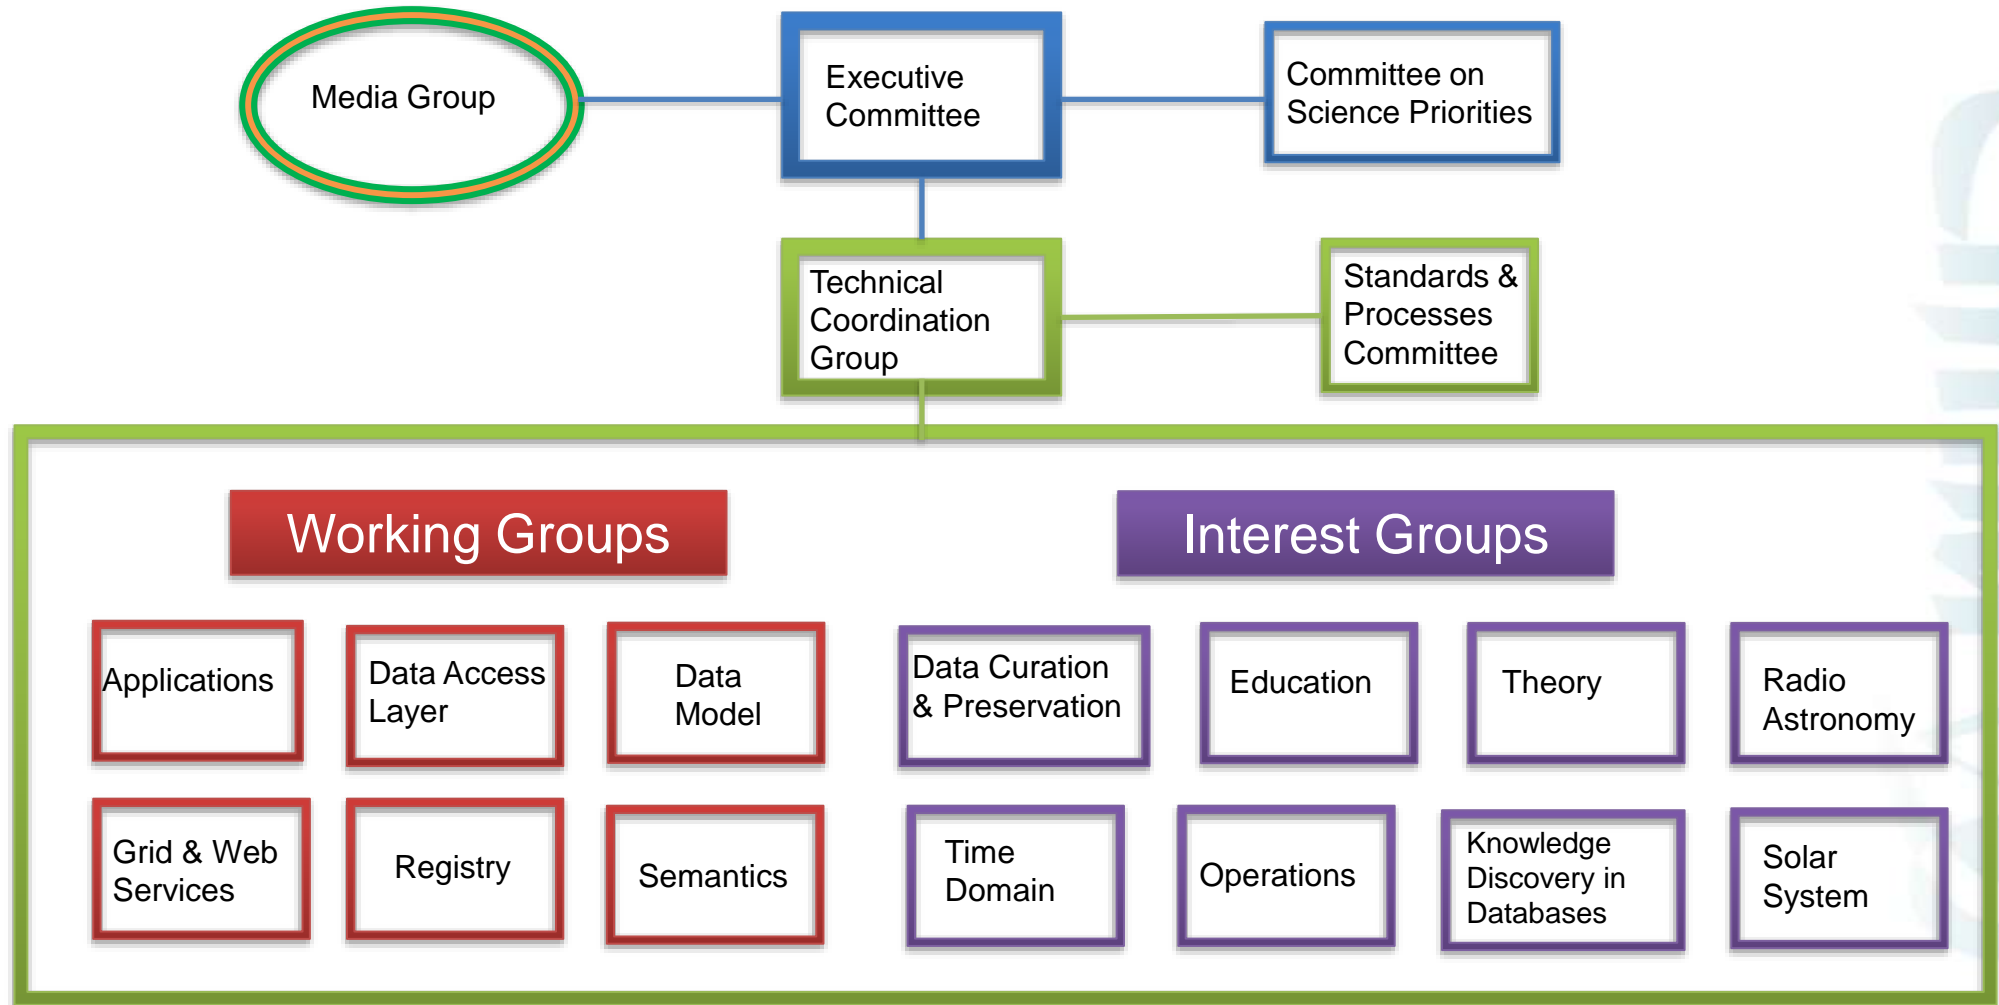 Media Group
Executive
Committee
Committee on
Science Priorities
Technical
Coordination
Group
Standards &
Processes
Committee
Working Groups
Interest Groups
Applications
Data Access
Layer
Data
Model
Data Curation
& Preservation
Education
Theory
Radio
Astronomy
Grid & Web
Services
Registry
Semantics
Time
Domain
Operations
Knowledge
Discovery in
Databases
Solar
System